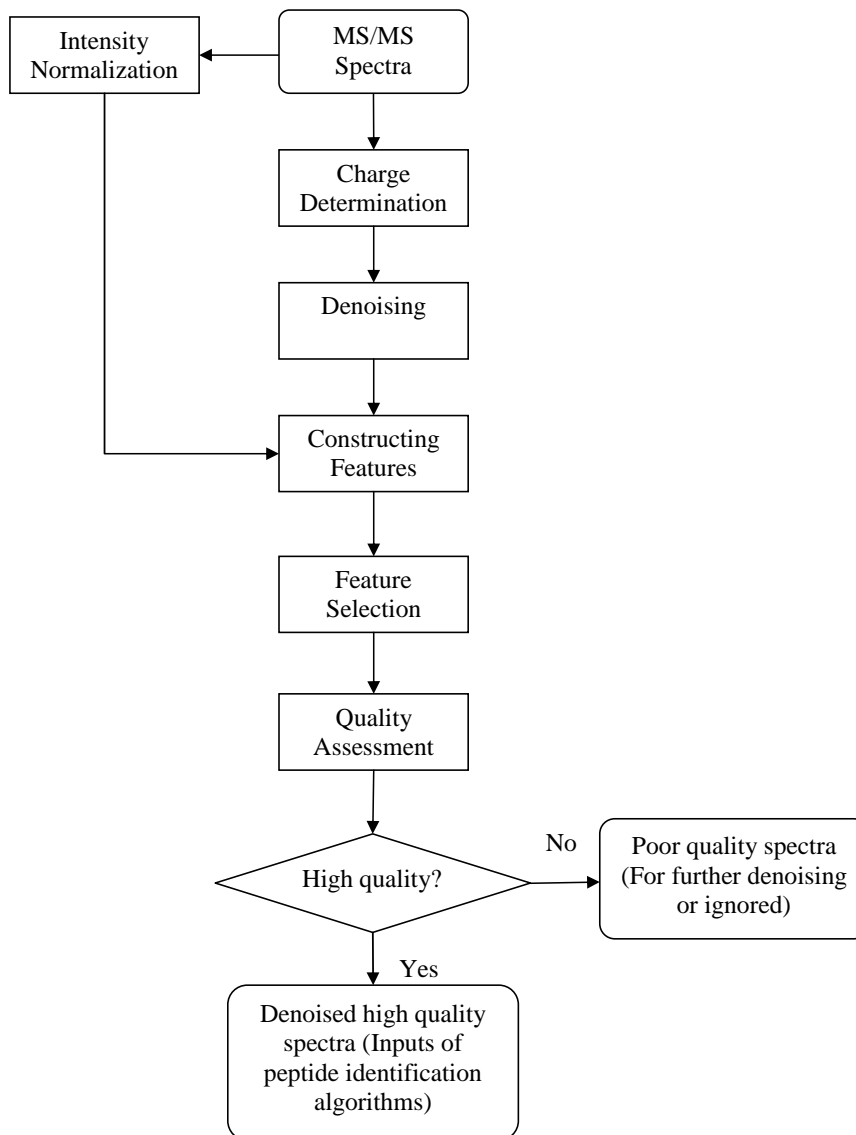 Intensity
Normalization
MS/MS
Spectra
Charge
Determination
Denoising
Constructing
Features
Feature
Selection
Quality
Assessment
High quality?
No
Poor quality spectra
(For further denoising
or ignored)
Yes
Denoised high quality
spectra (Inputs of
peptide identification
algorithms)